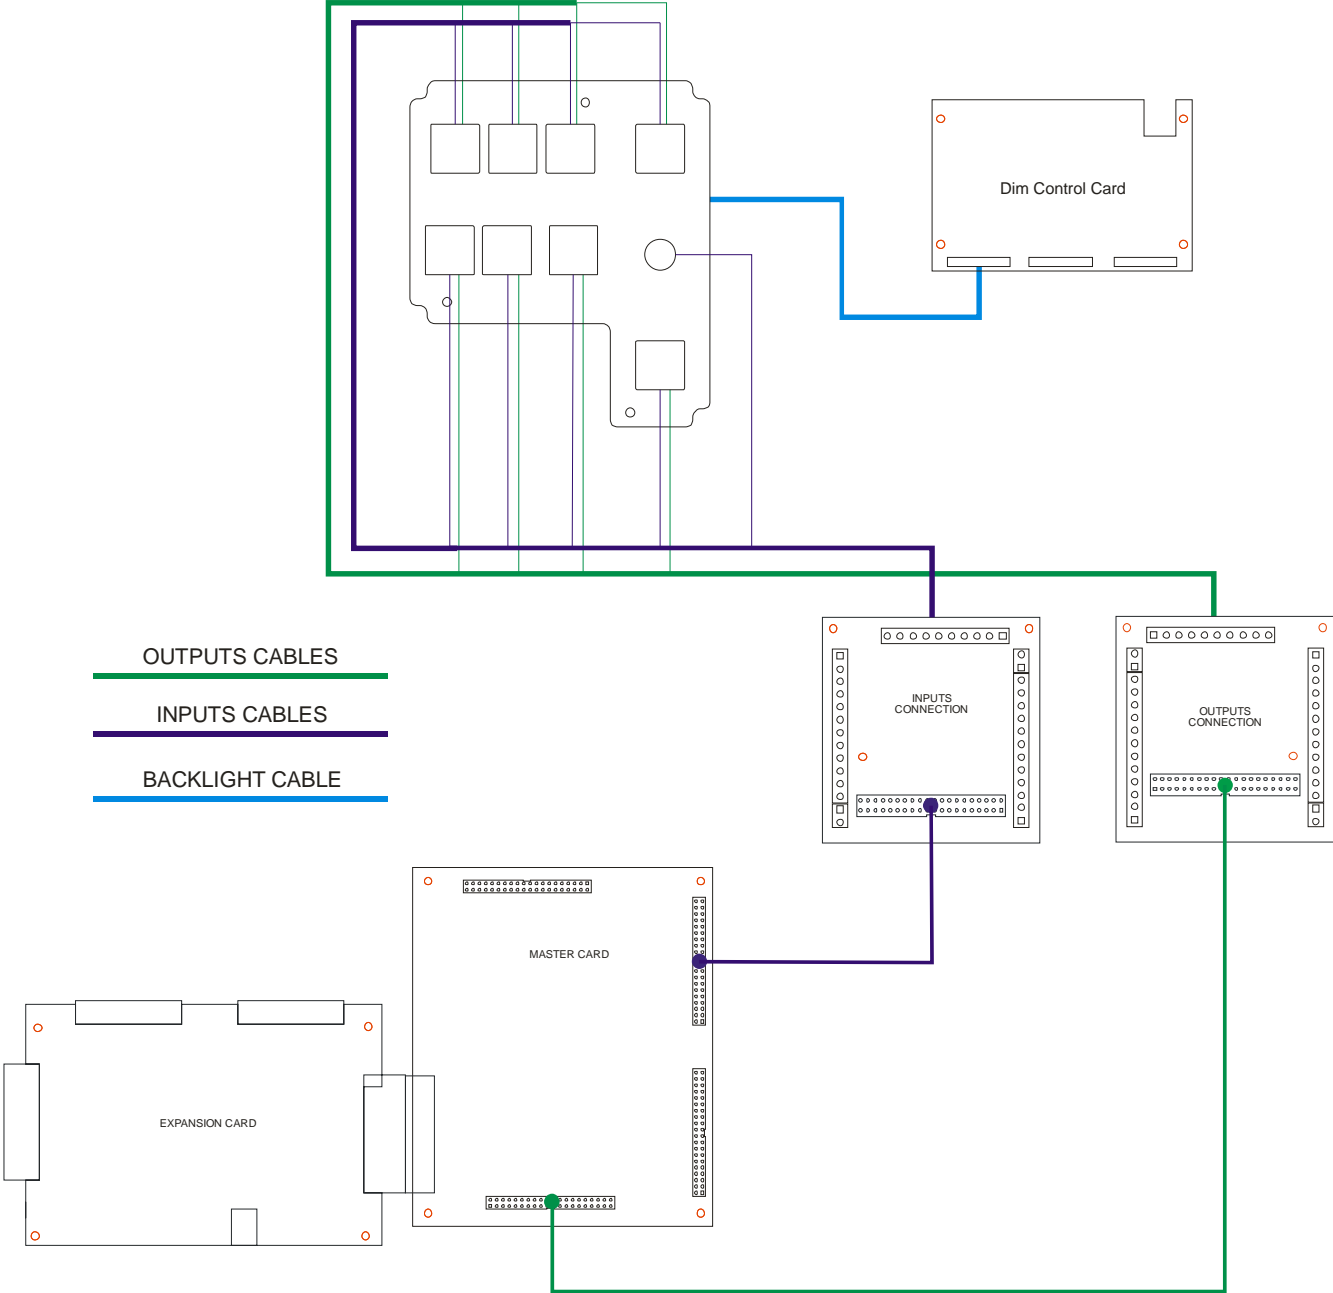 Dim Control Card
OUTPUTS CABLES
INPUTS CABLES
BACKLIGHT CABLE
INPUTS
CONNECTION
OUTPUTS
CONNECTION
MASTER CARD
EXPANSION CARD